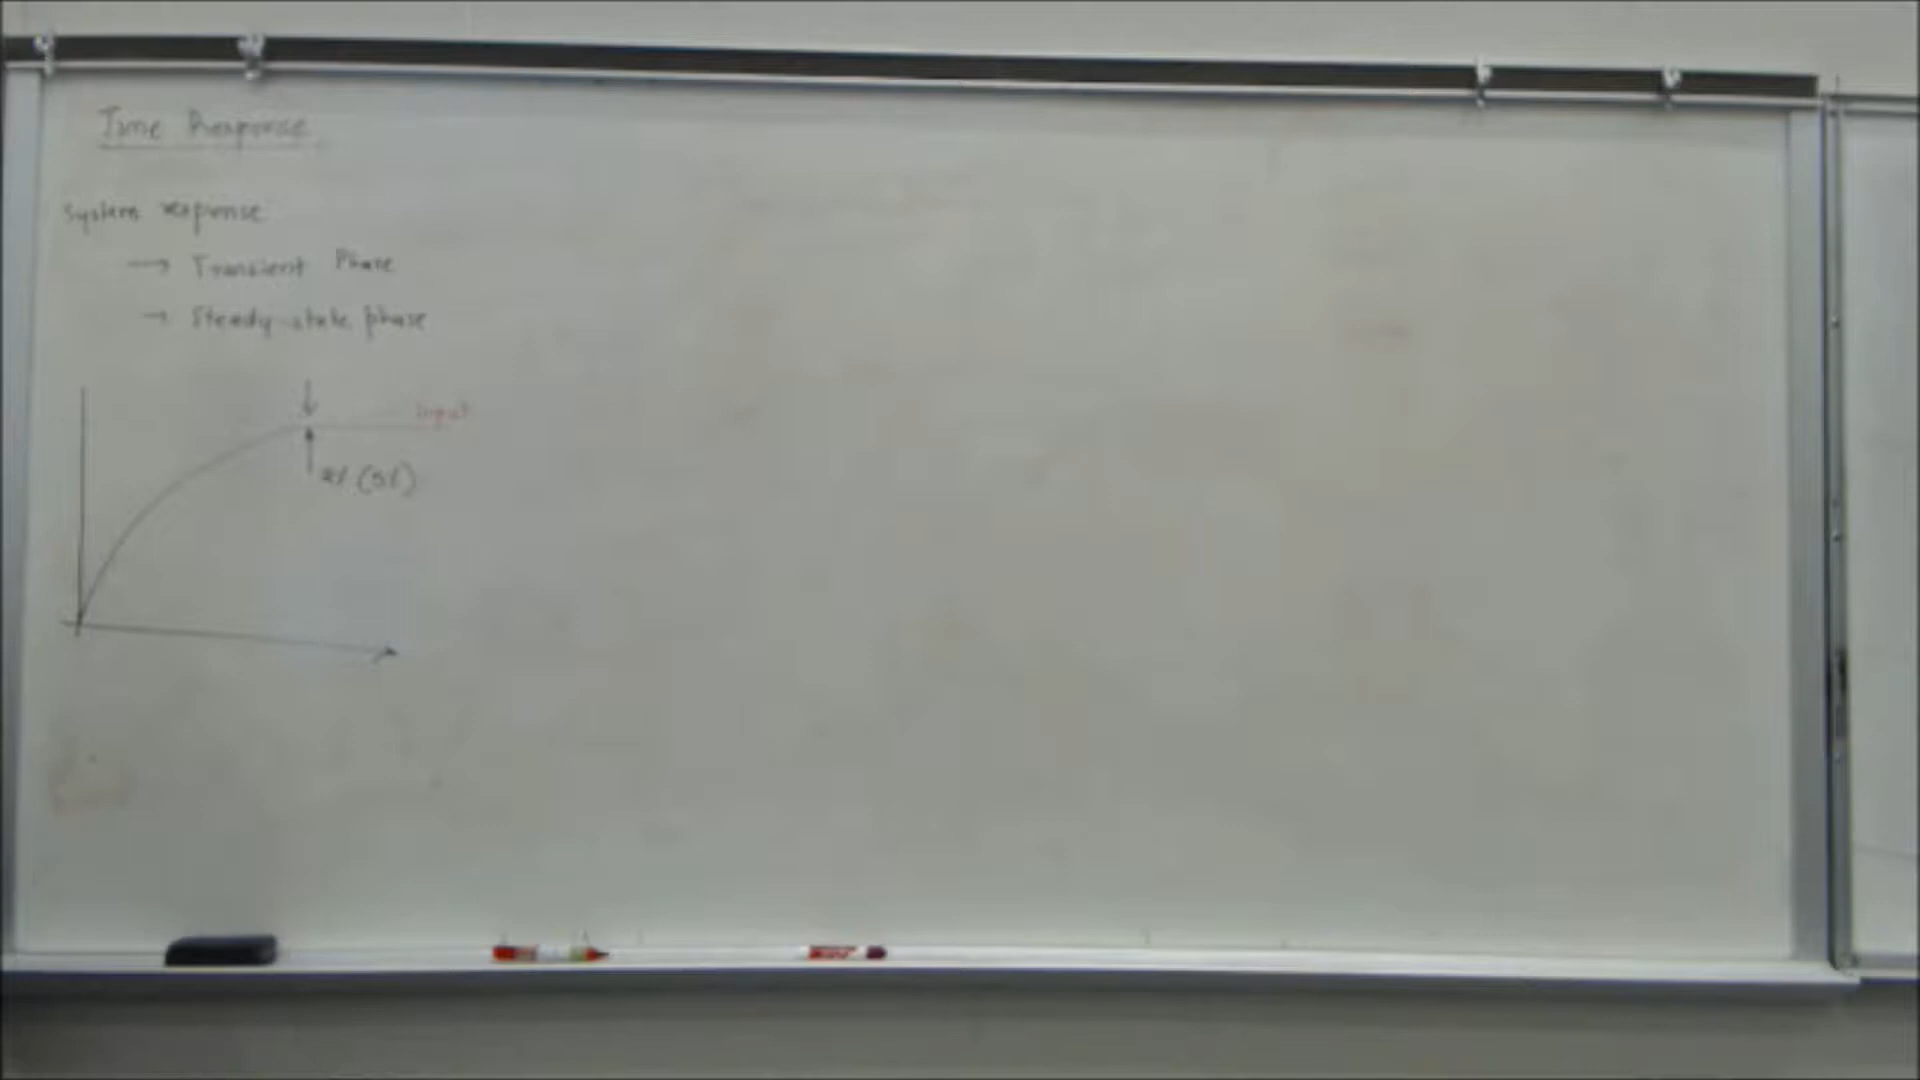 Time Response
System response
→ Transient Phase
→ Steady-state phase
Input
2% (5%)